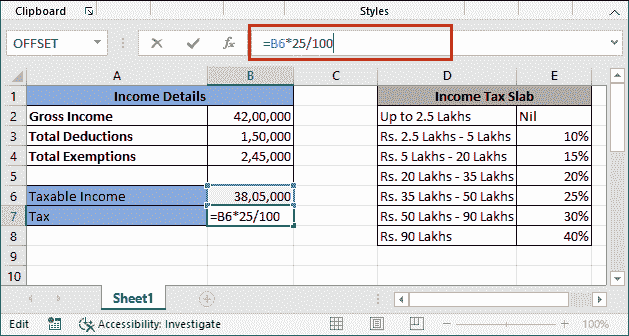 Clipboard Styles
OFFSET fx =B6*25/100
A B C D E
1 Income Details Income Tax Slab
2 Gross Income 42,00,000 Up to 2.5 Lakhs Nil
3 Total Deductions 1,50,000 Rs. 2.5 Lakhs - 5 Lakhs 10%
4 Total Exemptions 2,45,000 Rs. 5 Lakhs - 20 Lakhs 15%
5 Rs. 20 Lakhs - 35 Lakhs 20%
6 Taxable Income 38,05,000 Rs. 35 Lakhs - 50 Lakhs 25%
7 Tax =B6*25/100 Rs. 50 Lakhs - 90 Lakhs 30%
8 Rs. 90 Lakhs 40%
9
10
Sheet1
Edit Accessibility: Investigate 100%